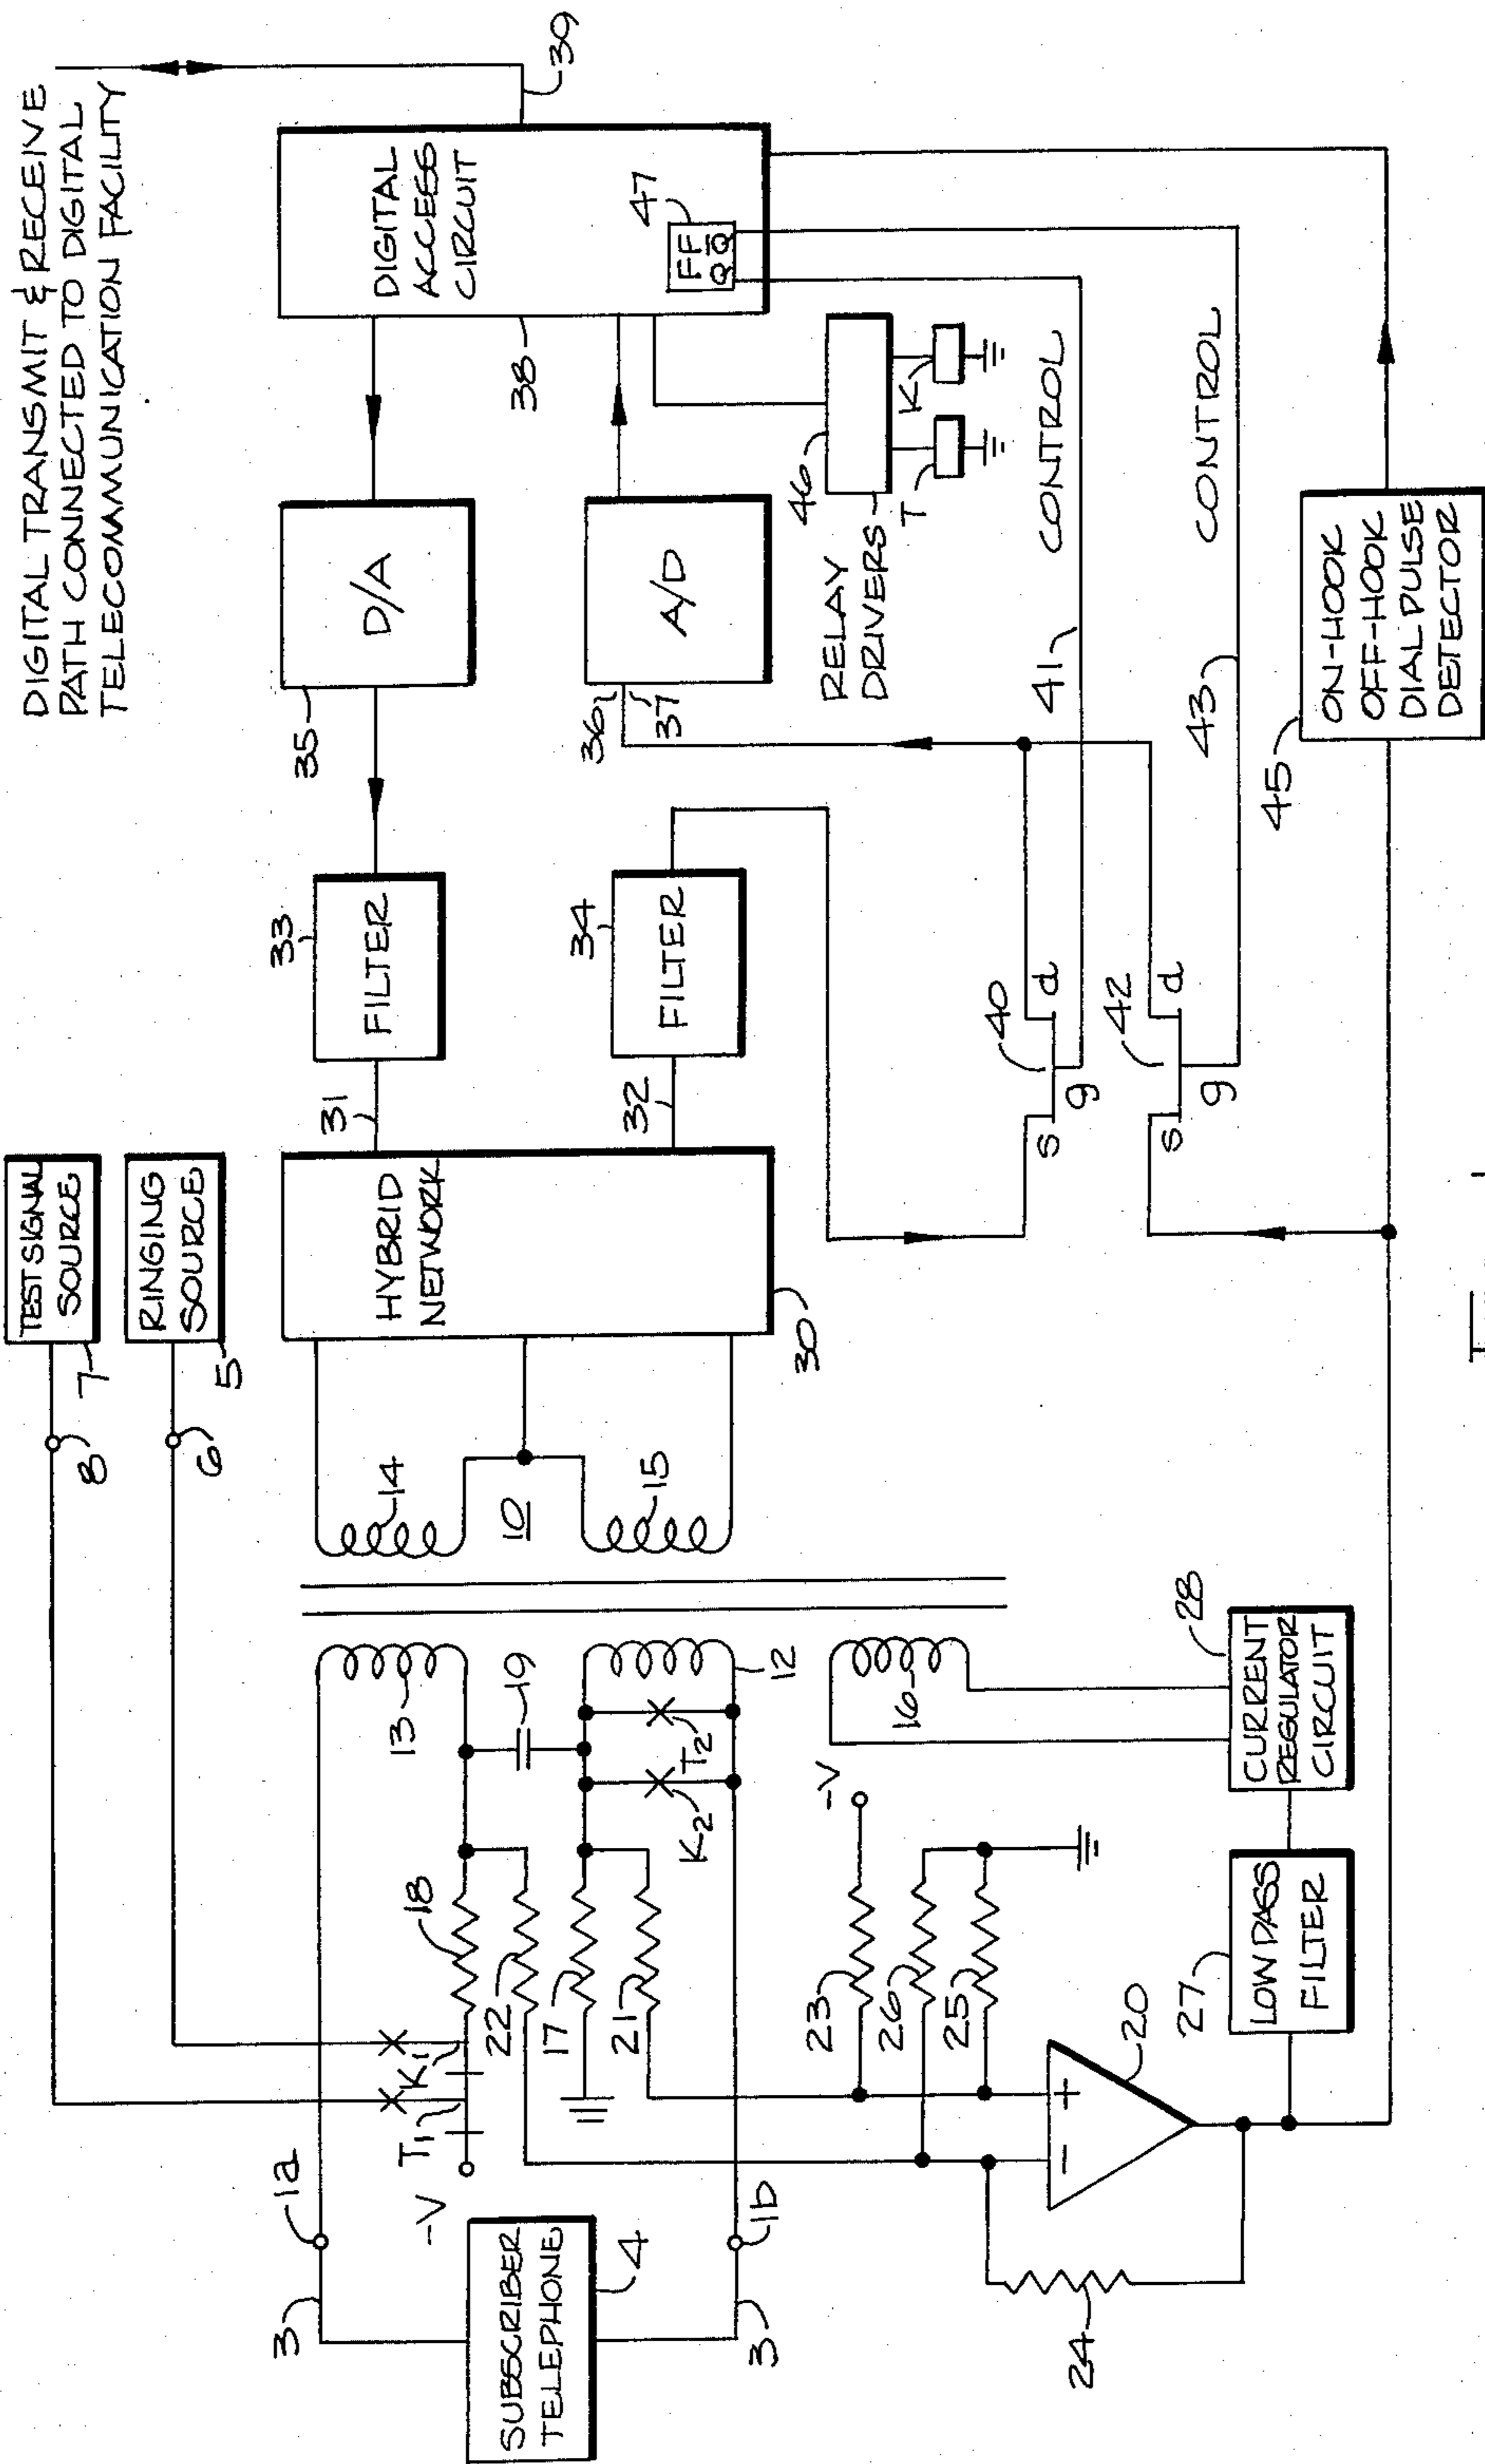 DIGITAL TRANSMIT & RECEIVE
PATH CONNECTED TO DIGITAL
TELECOMMUNICATION FACILITY
39
TEST SIGNAL
SOURCE
7
8
RINGING
SOURCE
5
6
DIGITAL
ACCESS
CIRCUIT
38
FF
Q Q̅
47
D/A
35
A/D
36
37
FILTER
33
FILTER
34
31
32
HYBRID
NETWORK
30
14
10
15
13
19
12
T2
K2
16
18
22
17
21
K1
T1
-V
1a
3
SUBSCRIBER
TELEPHONE
4
1b
3
-V
23
26
25
20
+
-
24
LOW PASS
FILTER
27
CURRENT
REGULATOR
CIRCUIT
28
RELAY
DRIVERS
46
T
K
CONTROL
41
CONTROL
43
40
s
g
d
42
s
g
d
ON-HOOK
OFF-HOOK
DIAL PULSE
DETECTOR
45